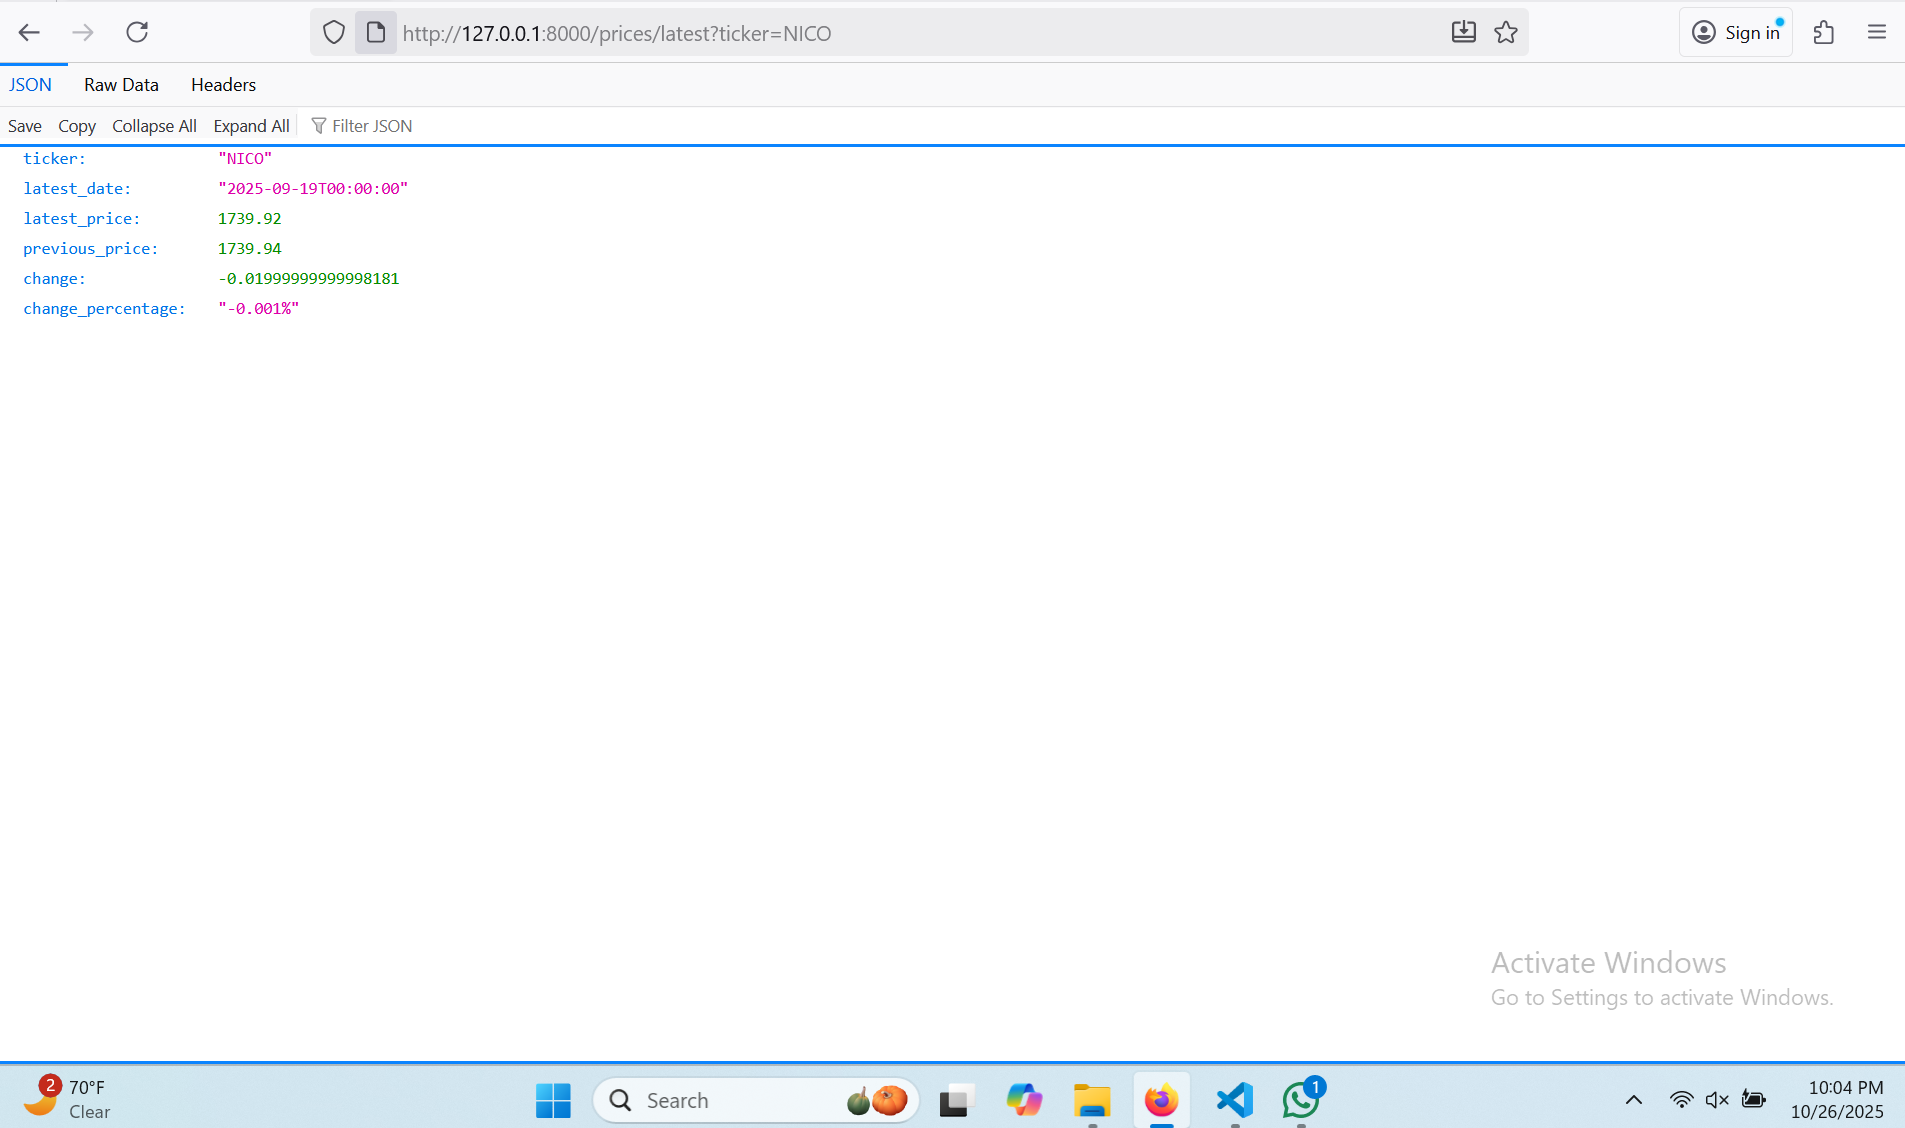 http://127.0.0.1:8000/prices/latest?ticker=NICO
Sign in
JSON Raw Data Headers
Save Copy Collapse All Expand All Filter JSON
ticker: "NICO"
latest_date: "2025-09-19T00:00:00"
latest_price: 1739.92
previous_price: 1739.94
change: -0.01999999999998181
change_percentage: "-0.001%"
Activate Windows
Go to Settings to activate Windows.
2 70°F
Clear
Search
1
10:04 PM
10/26/2025